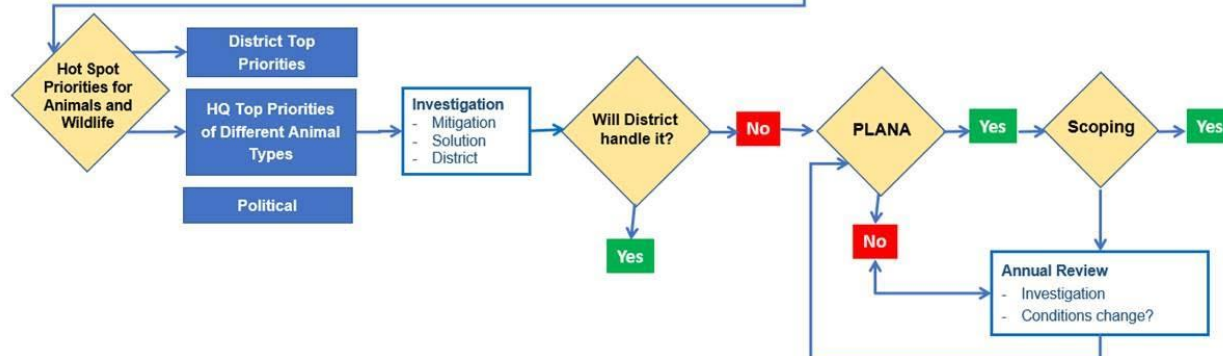 Hot Spot
Priorities for
Animals and
Wildlife
District Top
Priorities
HQ Top Priorities
of Different Animal
Types
Political
Investigation
- Mitigation
- Solution
- District
Will District
handle it?
Yes
No
PLANA
Yes
No
Scoping
Yes
Annual Review
- Investigation
- Conditions change?